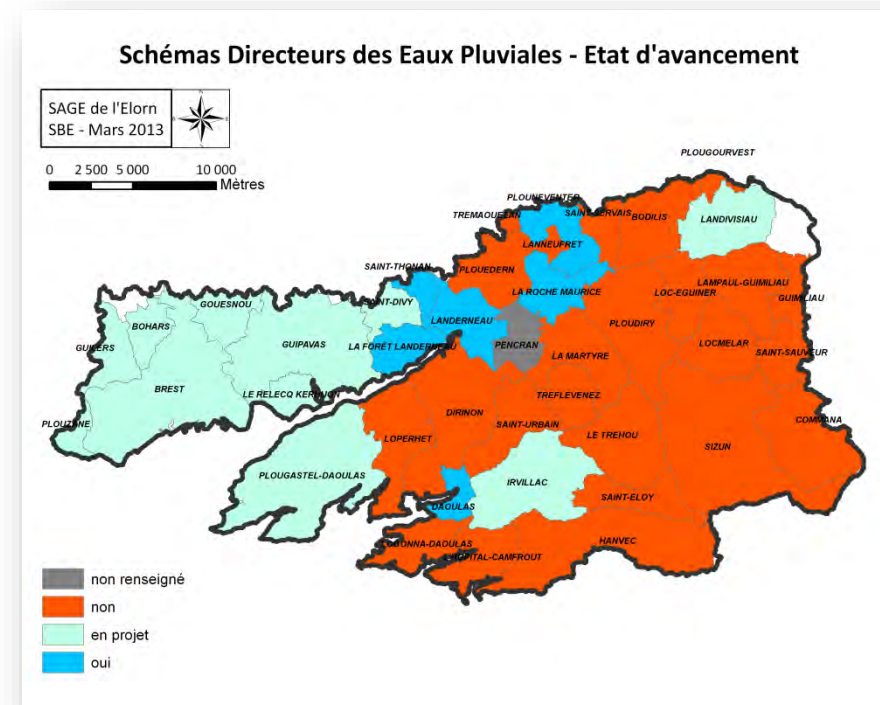 Schémas Directeurs des Eaux Pluviales - Etat d'avancement
SAGE de l'Elorn
SBE - Mars 2013
N
0 2 500 5 000 10 000
Mètres
PLOUGOURVEST
PLOUNEVENTER
TREMAOUEZAN
SAINT-SERVAIS
BODILIS
LANDIVISIAU
LANNEUFRET
SAINT-THONAN
PLOUEDERN
LAMPAUL-GUIMILIAU
LA ROCHE MAURICE
LOC-EGUINER
GUIMILIAU
SAINT-DIVY
GOUESNOU
LANDERNEAU
PLOUDIRY
BOHARS
GUIPAVAS
LA FORÊT LANDERNEAU
PENCRAN
LOCMELAR
GUILERS
LA MARTYRE
SAINT-SAUVEUR
BREST
LE RELECQ KERHUON
TREFLEVENEZ
DIRINON
COMMANA
PLOUZANE
SAINT-URBAIN
LE TREHOU
LOPERHET
SIZUN
PLOUGASTEL-DAOULAS
IRVILLAC
SAINT-ELOY
DAOULAS
HANVEC
LOGONNA-DAOULAS
L'HOPITAL-CAMFROUT
non renseigné
non
en projet
oui